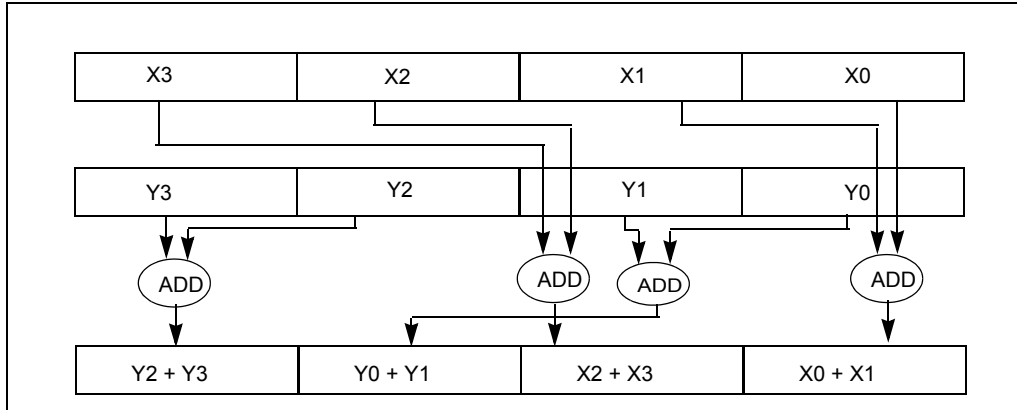 X3 X2 X1 X0
Y3 Y2 Y1 Y0
ADD ADD ADD ADD
Y2 + Y3 Y0 + Y1 X2 + X3 X0 + X1